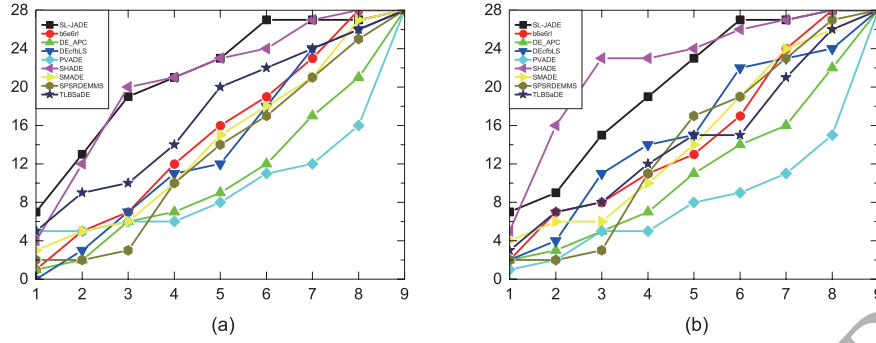 28
24
20
16
12
8
4
0
SL-JADE
b6e6rl
DE_APC
DEcfbLS
PVADE
SHADE
SMADE
SPSRDEMMS
TLBSaDE
1 2 3 4 5 6 7 8 9
(a)
28
24
20
16
12
8
4
0
SL-JADE
b6e6rl
DE_APC
DEcfbLS
PVADE
SHADE
SMADE
SPSRDEMMS
TLBSaDE
1 2 3 4 5 6 7 8 9
(b)